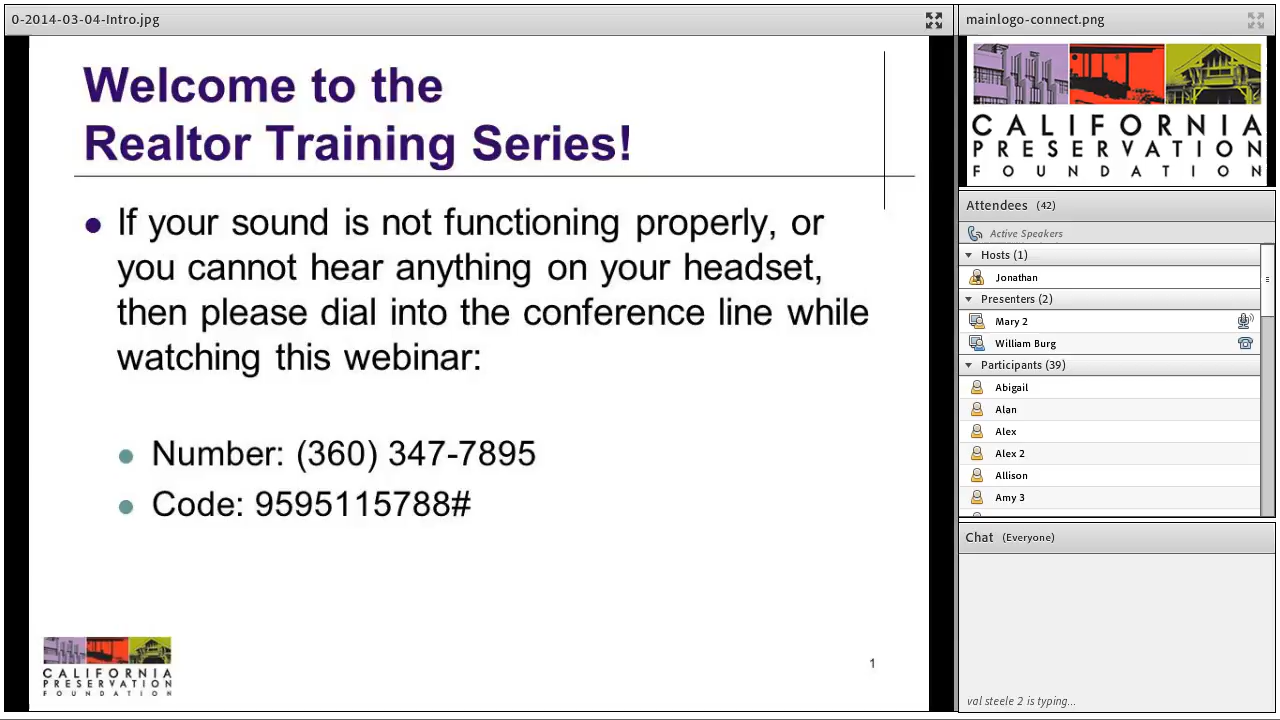 0-2014-03-04-Intro.jpg
Welcome to the
Realtor Training Series!
If your sound is not functioning properly, or
you cannot hear anything on your headset,
then please dial into the conference line while
watching this webinar:
Number: (360) 347-7895
Code: 9595115788#
CALIFORNIA
PRESERVATION
FOUNDATION
1
mainlogo-connect.png
CALIFORNIA
PRESERVATION
FOUNDATION
Attendees (42)
Active Speakers
Hosts (1)
Jonathan
Presenters (2)
Mary 2
William Burg
Participants (39)
Abigail
Alan
Alex
Alex 2
Allison
Amy 3
Chat (Everyone)
val steele 2 is typing...